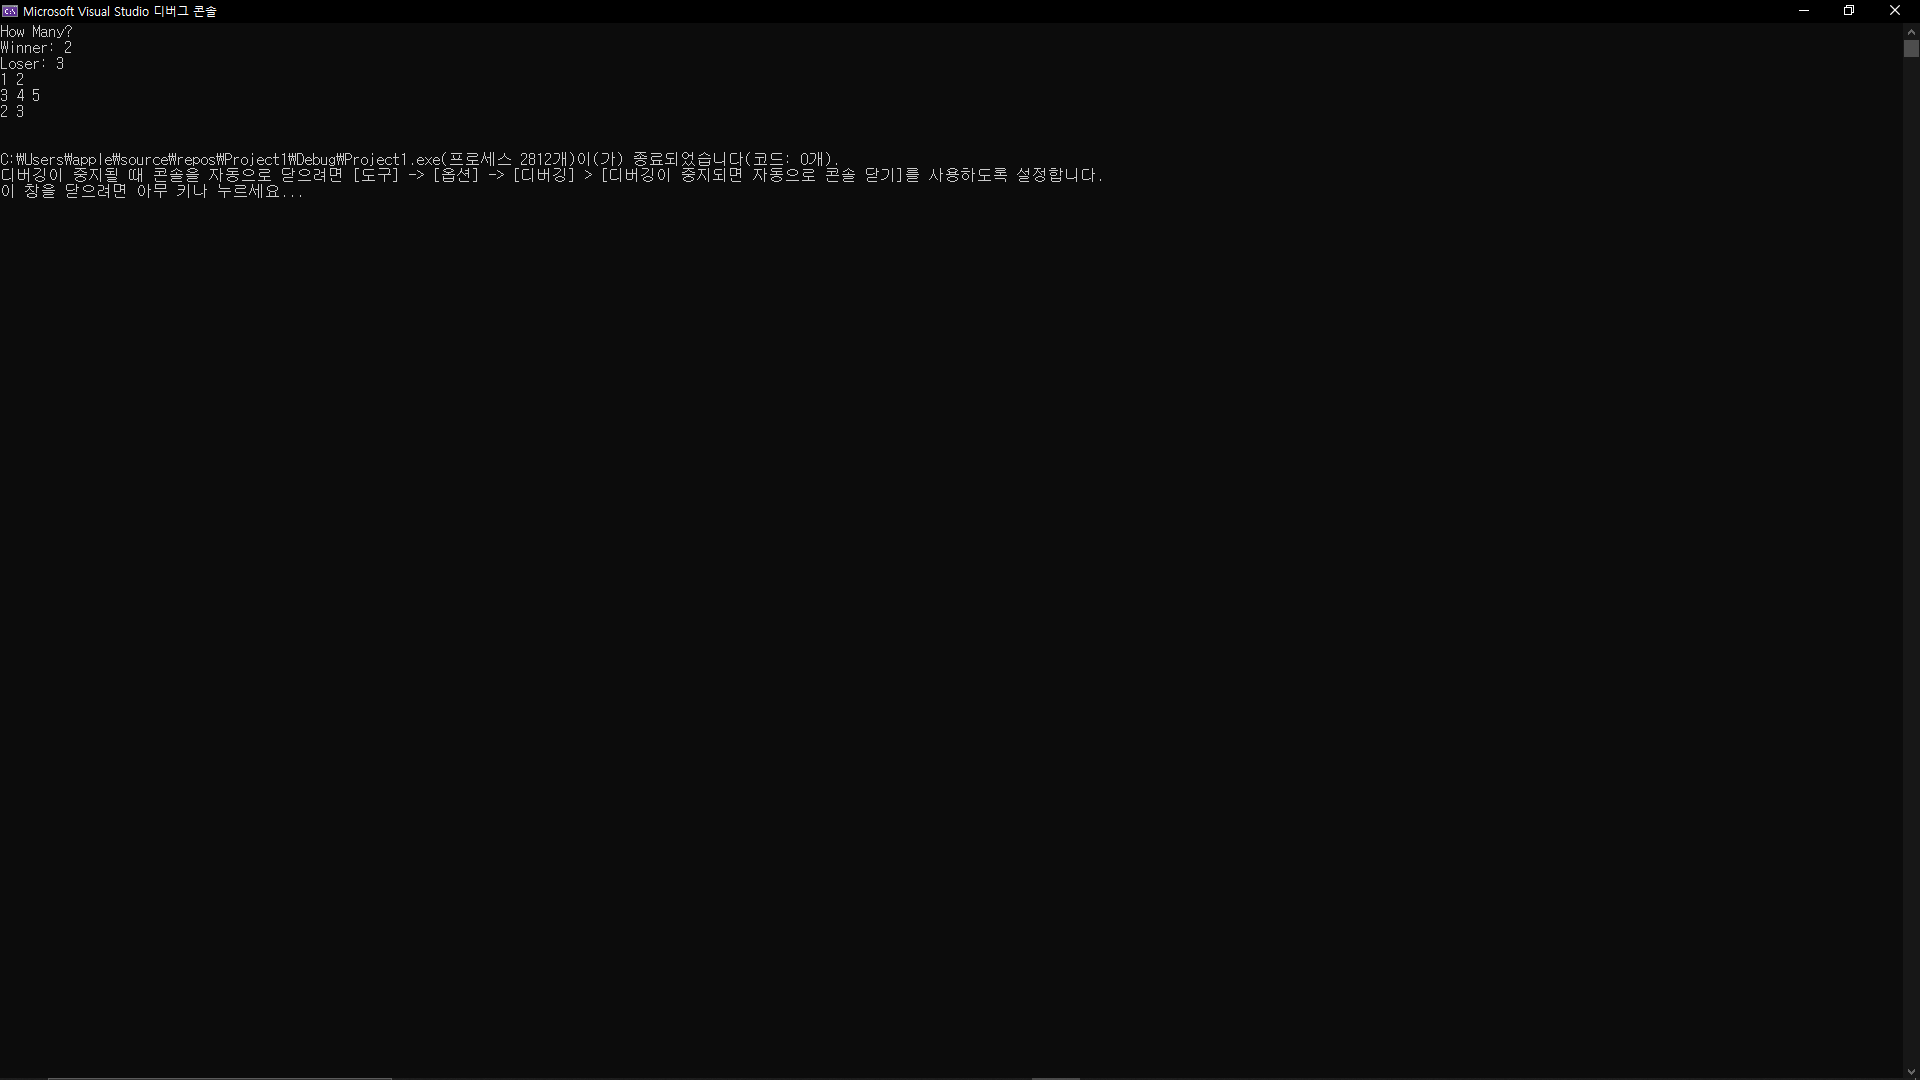 Microsoft Visual Studio 디버그 콘솔
How Many?
Winner: 2
Loser: 3
1 2
3 4 5
2 3
C:₩Users₩apple₩source₩repos₩Project1₩Debug₩Project1.exe(프로세스 2812개)이(가) 종료되었습니다(코드: 0개).
디버깅이 중지될 때 콘솔을 자동으로 닫으려면 [도구] -> [옵션] -> [디버깅] > [디버깅이 중지되면 자동으로 콘솔 닫기]를 사용하도록 설정합니다.
이 창을 닫으려면 아무 키나 누르세요...